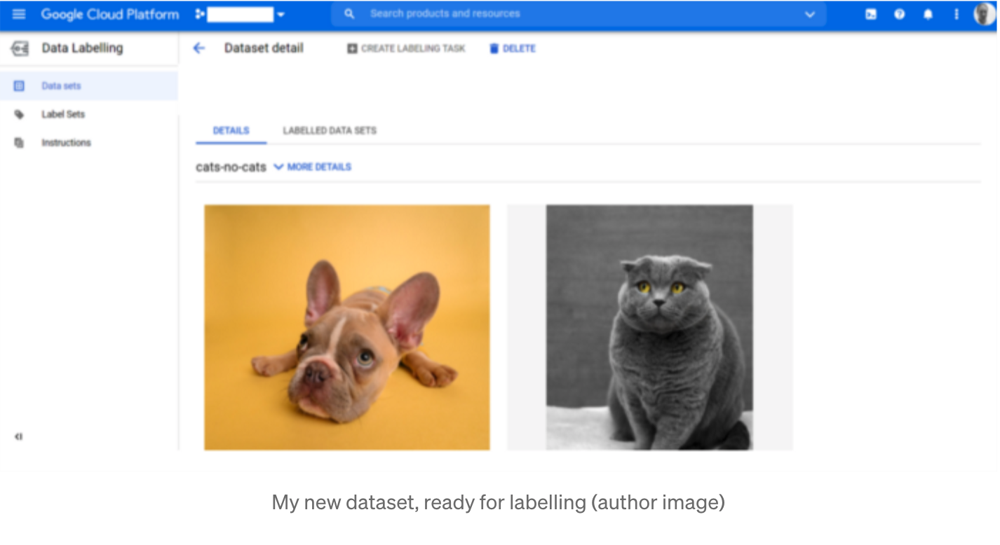 Google Cloud Platform
Search products and resources
Data Labelling
Dataset detail
CREATE LABELING TASK
DELETE
Data sets
Label Sets
Instructions
DETAILS
LABELLED DATA SETS
cats-no-cats
MORE DETAILS
My new dataset, ready for labelling (author image)